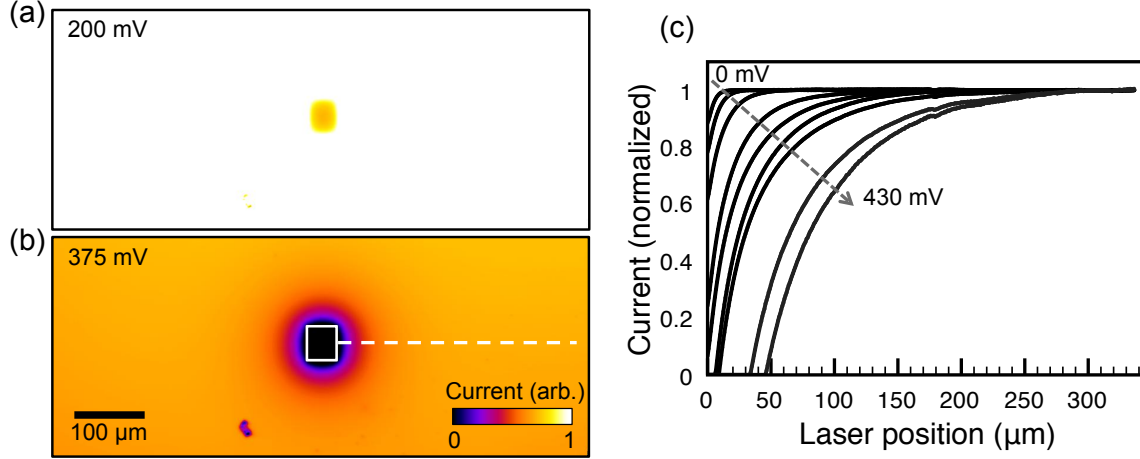 (a)
200 mV
(b)
375 mV
100 µm
Current (arb.)
0 1
(c)
0 mV
430 mV
Current (normalized)
1
0.8
0.6
0.4
0.2
0
0 50 100 150 200 250 300
Laser position (µm)